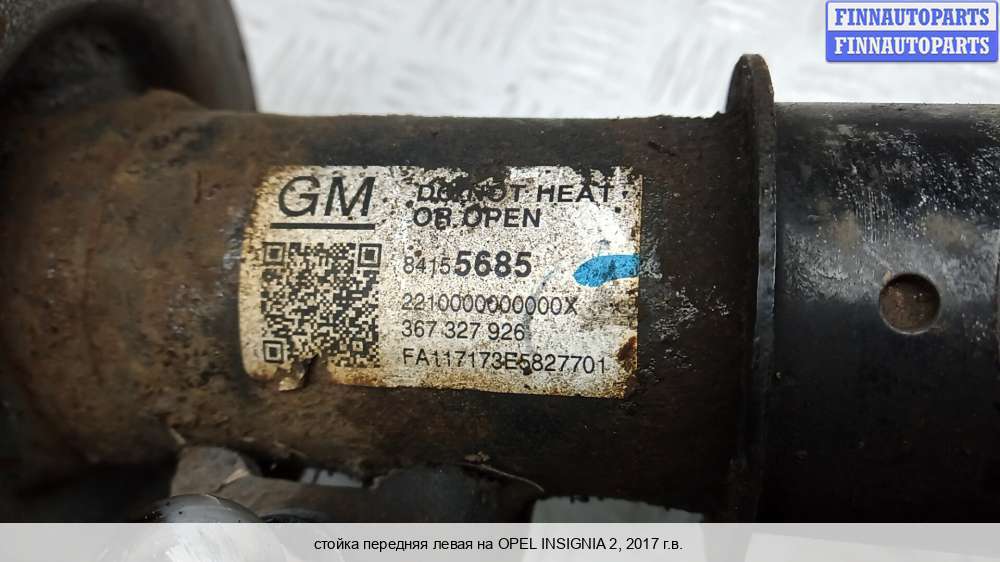 FINNAUTOPARTS
FINNAUTOPARTS
GM
DO NOT HEAT
OR OPEN
84155685
2210000000000X
367 327 926
FA117173E5827701
стойка передняя левая на OPEL INSIGNIA 2, 2017 г.в.